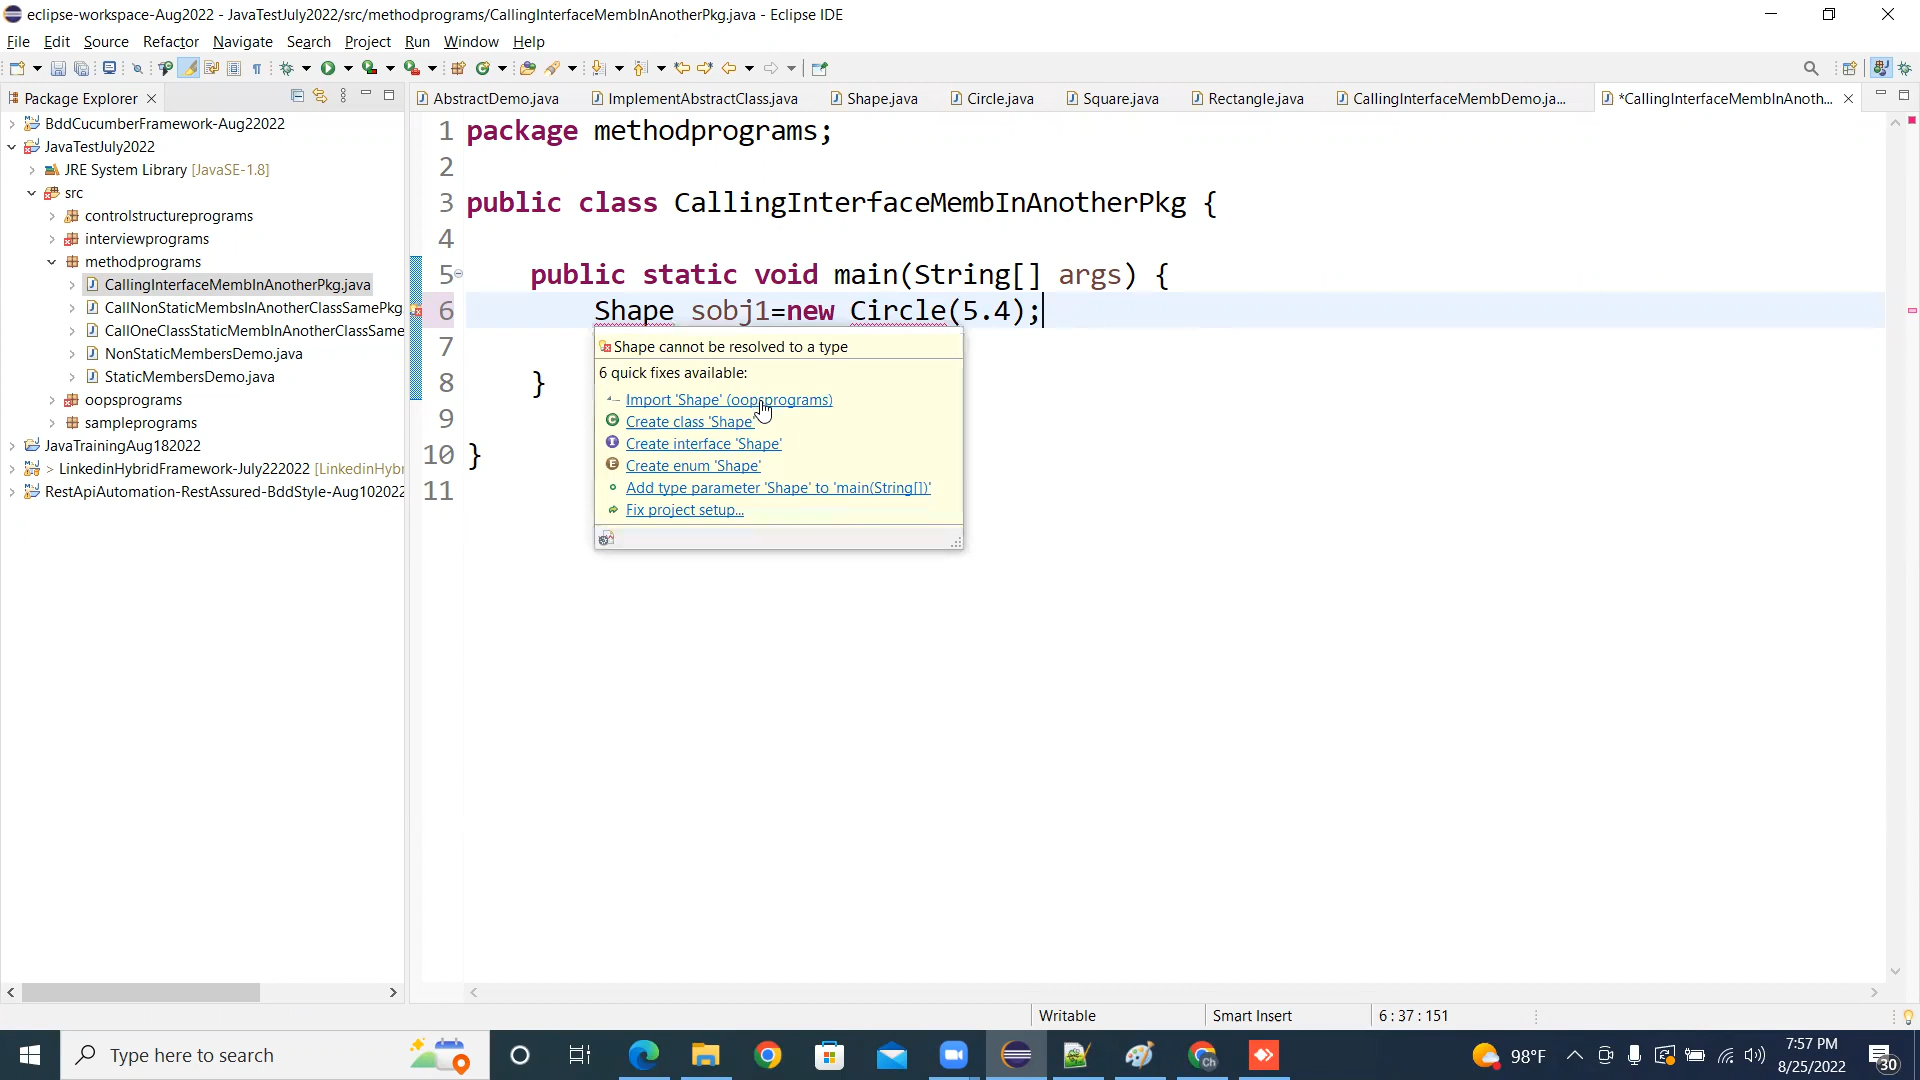 eclipse-workspace-Aug2022 - JavaTestJuly2022/src/methodprograms/CallingInterfaceMembInAnotherPkg.java - Eclipse IDE
File Edit Source Refactor Navigate Search Project Run Window Help
Package Explorer
AbstractDemo.java ImplementAbstractClass.java Shape.java Circle.java Square.java Rectangle.java CallingInterfaceMembDemo.ja... *CallingInterfaceMembInAnoth...
BddCucumberFramework-Aug22022
JavaTestJuly2022
JRE System Library [JavaSE-1.8]
src
controlstructureprograms
interviewprograms
methodprograms
CallingInterfaceMembInAnotherPkg.java
CallNonStaticMembsInAnotherClassSamePkg
CallOneClassStaticMembInAnotherClassSame
NonStaticMembersDemo.java
StaticMembersDemo.java
oopsprograms
sampleprograms
JavaTrainingAug182022
> LinkedinHybridFramework-July222022 [LinkedinHybr
RestApiAutomation-RestAssured-BddStyle-Aug102022
1 package methodprograms;
2
3 public class CallingInterfaceMembInAnotherPkg {
4
5 public static void main(String[] args) {
6 Shape sobj1=new Circle(5.4);
7
8 }
9
10 }
11
Shape cannot be resolved to a type
6 quick fixes available:
Import 'Shape' (oopsprograms)
Create class 'Shape'
Create interface 'Shape'
Create enum 'Shape'
Add type parameter 'Shape' to 'main(String[])'
Fix project setup...
Writable Smart Insert 6 : 37 : 151
Type here to search
98°F
7:57 PM
8/25/2022
30